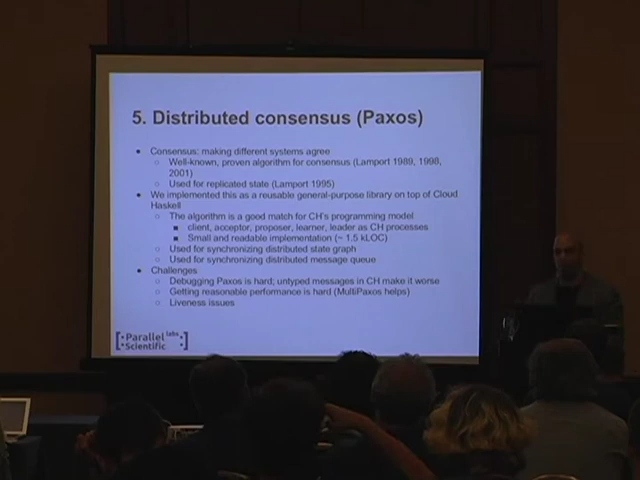 5. Distributed consensus (Paxos)
• Consensus: making different systems agree
○ Well-known, proven algorithm for consensus (Lamport 1989, 1998,
2001)
○ Used for replicated state (Lamport 1995)
• We implemented this as a reusable general-purpose library on top of Cloud
Haskell
○ The algorithm is a good match for CH's programming model
■ client, acceptor, proposer, learner, leader as CH processes
■ Small and readable implementation (~ 1.5 kLOC)
○ Used for synchronizing distributed state graph
○ Used for synchronizing distributed message queue
• Challenges
○ Debugging Paxos is hard; untyped messages in CH make it worse
○ Getting reasonable performance is hard (MultiPaxos helps)
○ Liveness issues
[:Parallel labs :]
Scientific